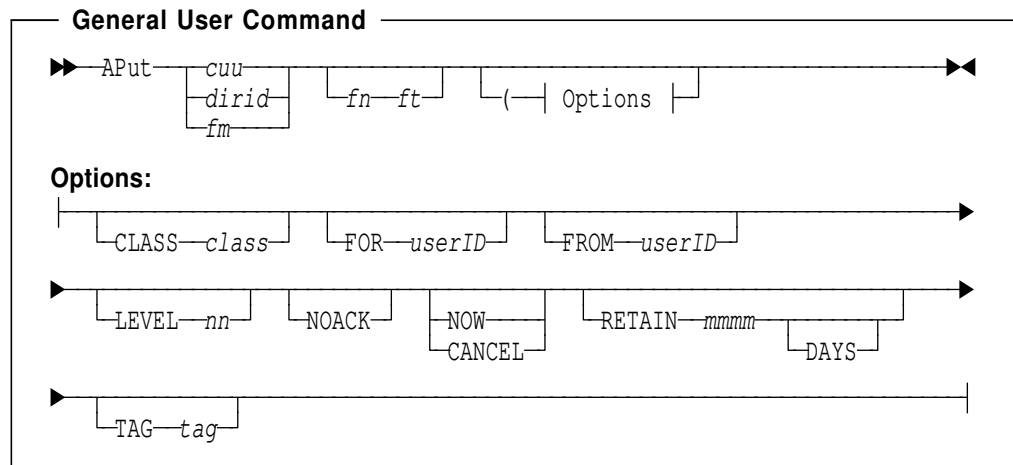 General User Command
APut cuu
dirid
fm
fn ft
( Options
Options:
CLASS class FOR userID FROM userID
LEVEL nn NOACK NOW RETAIN mmmm
CANCEL DAYS
TAG tag